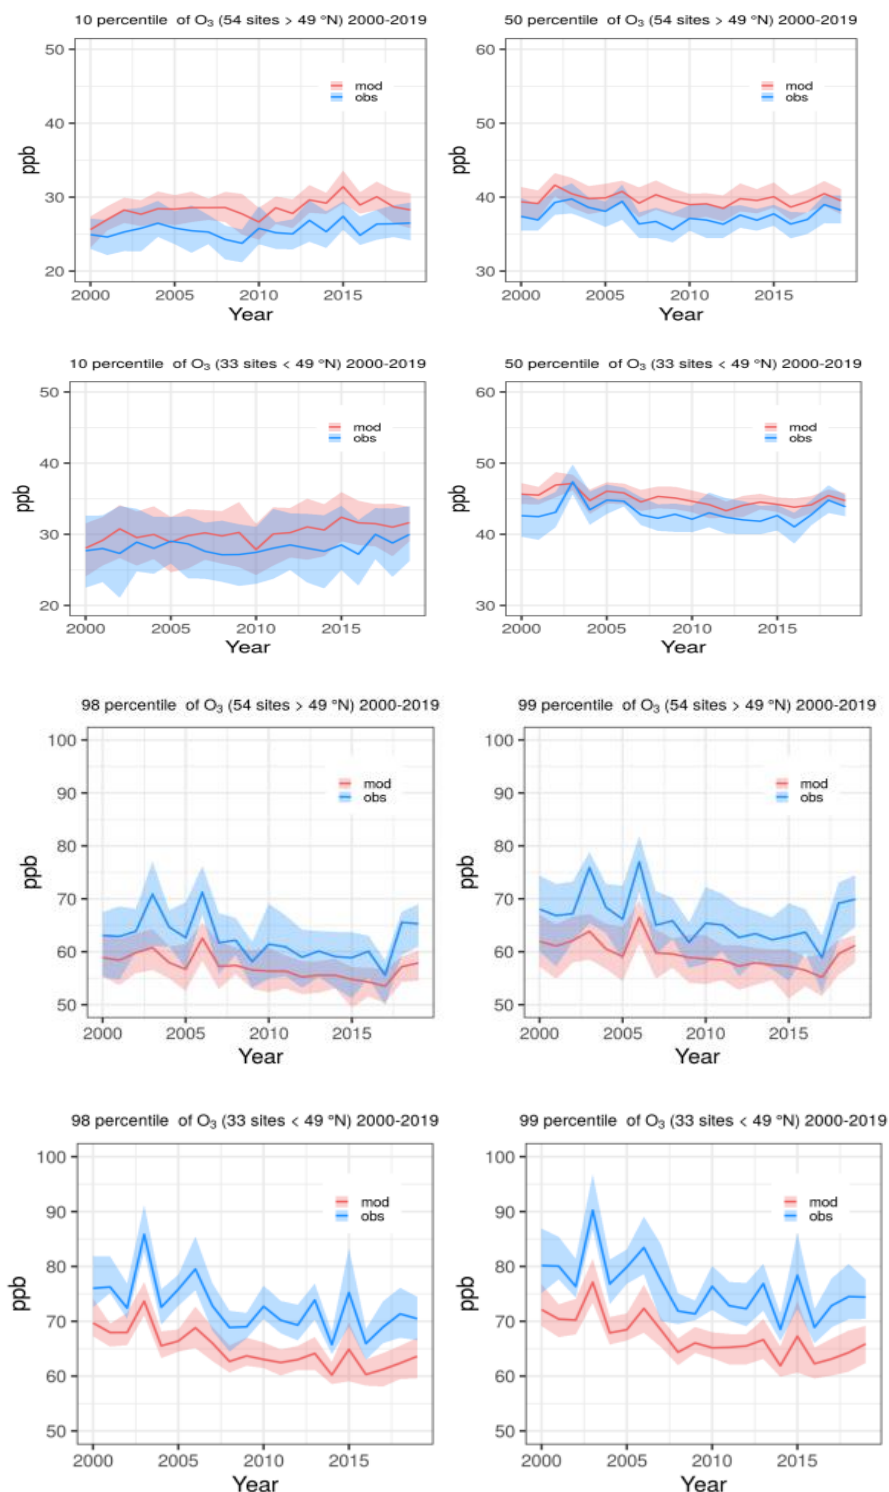 10 percentile of O₃ (54 sites > 49 °N) 2000-2019
50
40
30
20
ppb
mod
obs
2000 2005 2010 2015
Year
50 percentile of O₃ (54 sites > 49 °N) 2000-2019
60
50
40
30
ppb
mod
obs
2000 2005 2010 2015
Year
10 percentile of O₃ (33 sites < 49 °N) 2000-2019
50
40
30
20
ppb
mod
obs
2000 2005 2010 2015
Year
50 percentile of O₃ (33 sites < 49 °N) 2000-2019
60
50
40
30
ppb
mod
obs
2000 2005 2010 2015
Year
98 percentile of O₃ (54 sites > 49 °N) 2000-2019
100
90
80
70
60
50
ppb
mod
obs
2000 2005 2010 2015
Year
99 percentile of O₃ (54 sites > 49 °N) 2000-2019
100
90
80
70
60
50
ppb
mod
obs
2000 2005 2010 2015
Year
98 percentile of O₃ (33 sites < 49 °N) 2000-2019
100
90
80
70
60
50
ppb
mod
obs
2000 2005 2010 2015
Year
99 percentile of O₃ (33 sites < 49 °N) 2000-2019
100
90
80
70
60
50
ppb
mod
obs
2000 2005 2010 2015
Year